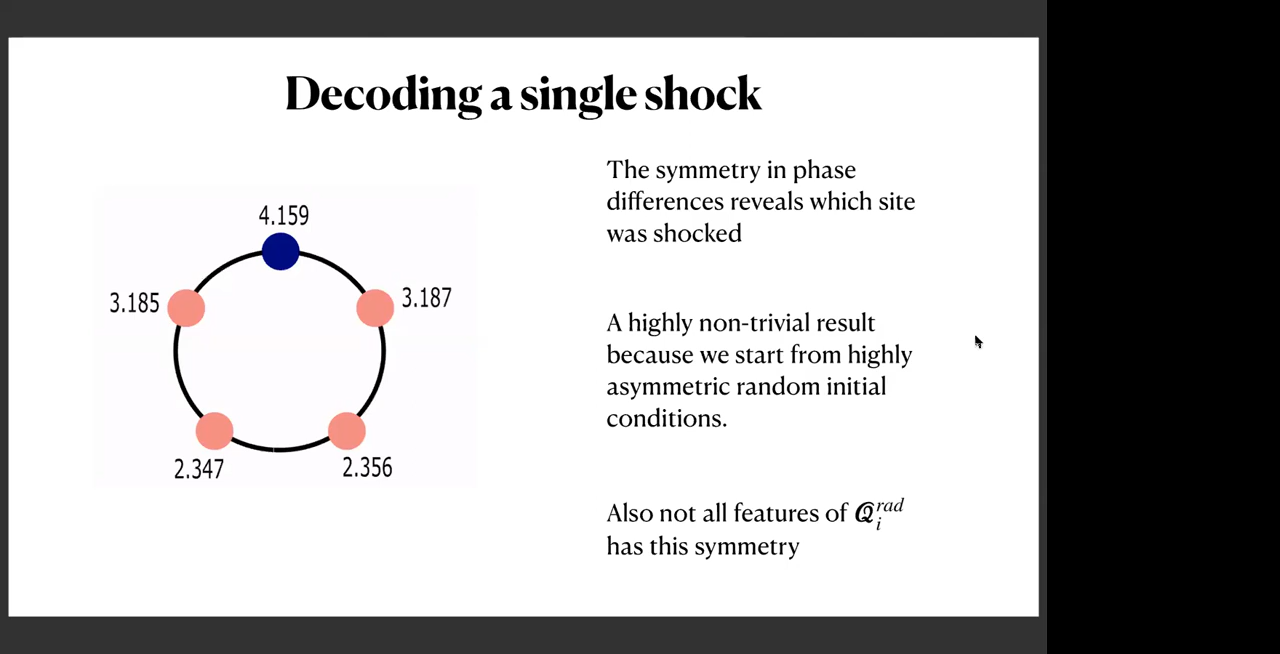 Decoding a single shock
4.159
3.185
3.187
2.347
2.356
The symmetry in phase
differences reveals which site
was shocked
A highly non-trivial result
because we start from highly
asymmetric random initial
conditions.
Also not all features of 𝓠ᵢʳᵃᵈ
has this symmetry